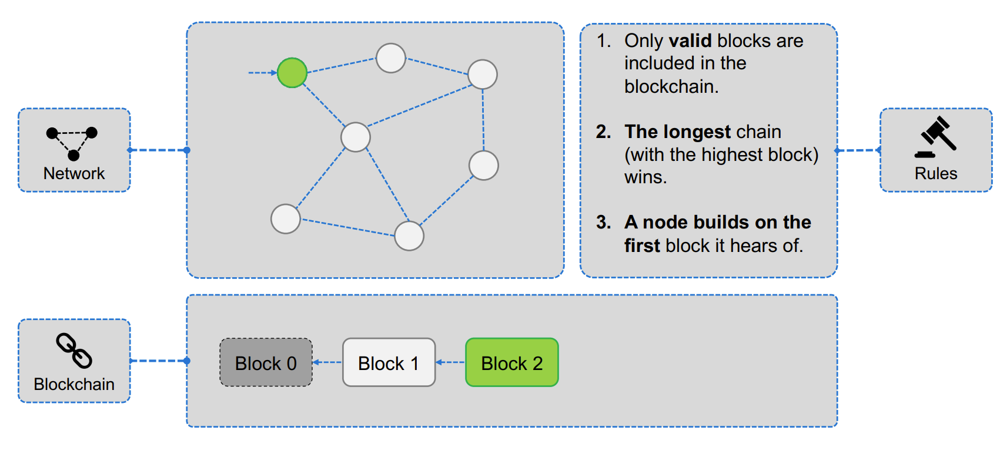 1. Only valid blocks are
included in the
blockchain.
2. The longest chain
(with the highest block)
wins.
3. A node builds on the
first block it hears of.
Network
Rules
Blockchain
Block 0
Block 1
Block 2